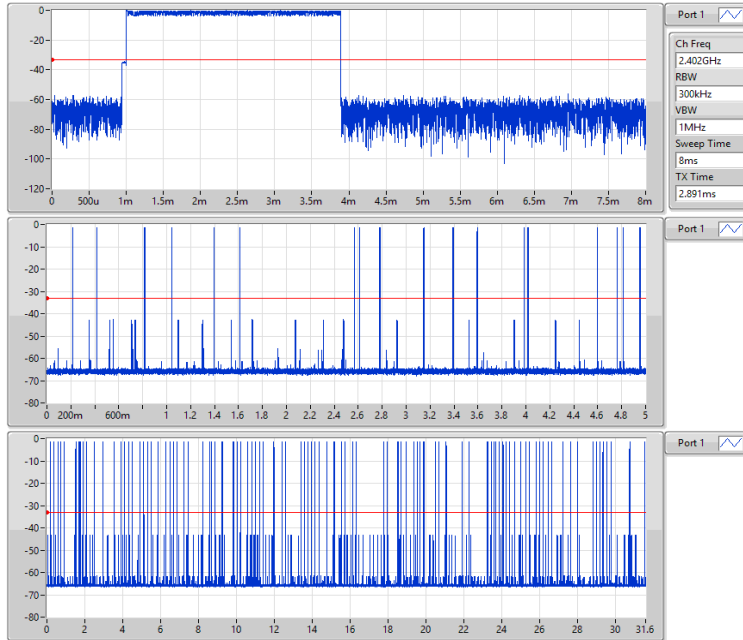 0
-20
-40
-60
-80
-100
-120
0 500u 1m 1.5m 2m 2.5m 3m 3.5m 4m 4.5m 5m 5.5m 6m 6.5m 7m 7.5m 8m
Port 1
Ch Freq
2.402GHz
RBW
300kHz
VBW
1MHz
Sweep Time
8ms
TX Time
2.891ms
0
-10
-20
-30
-40
-50
-60
-70
-80
0 200m 600m 1 1.2 1.4 1.6 1.8 2 2.2 2.4 2.6 2.8 3 3.2 3.4 3.6 3.8 4 4.2 4.4 4.6 4.8 5
Port 1
0
-10
-20
-30
-40
-50
-60
-70
-80
0 2 4 6 8 10 12 14 16 18 20 22 24 26 28 30 31.6
Port 1